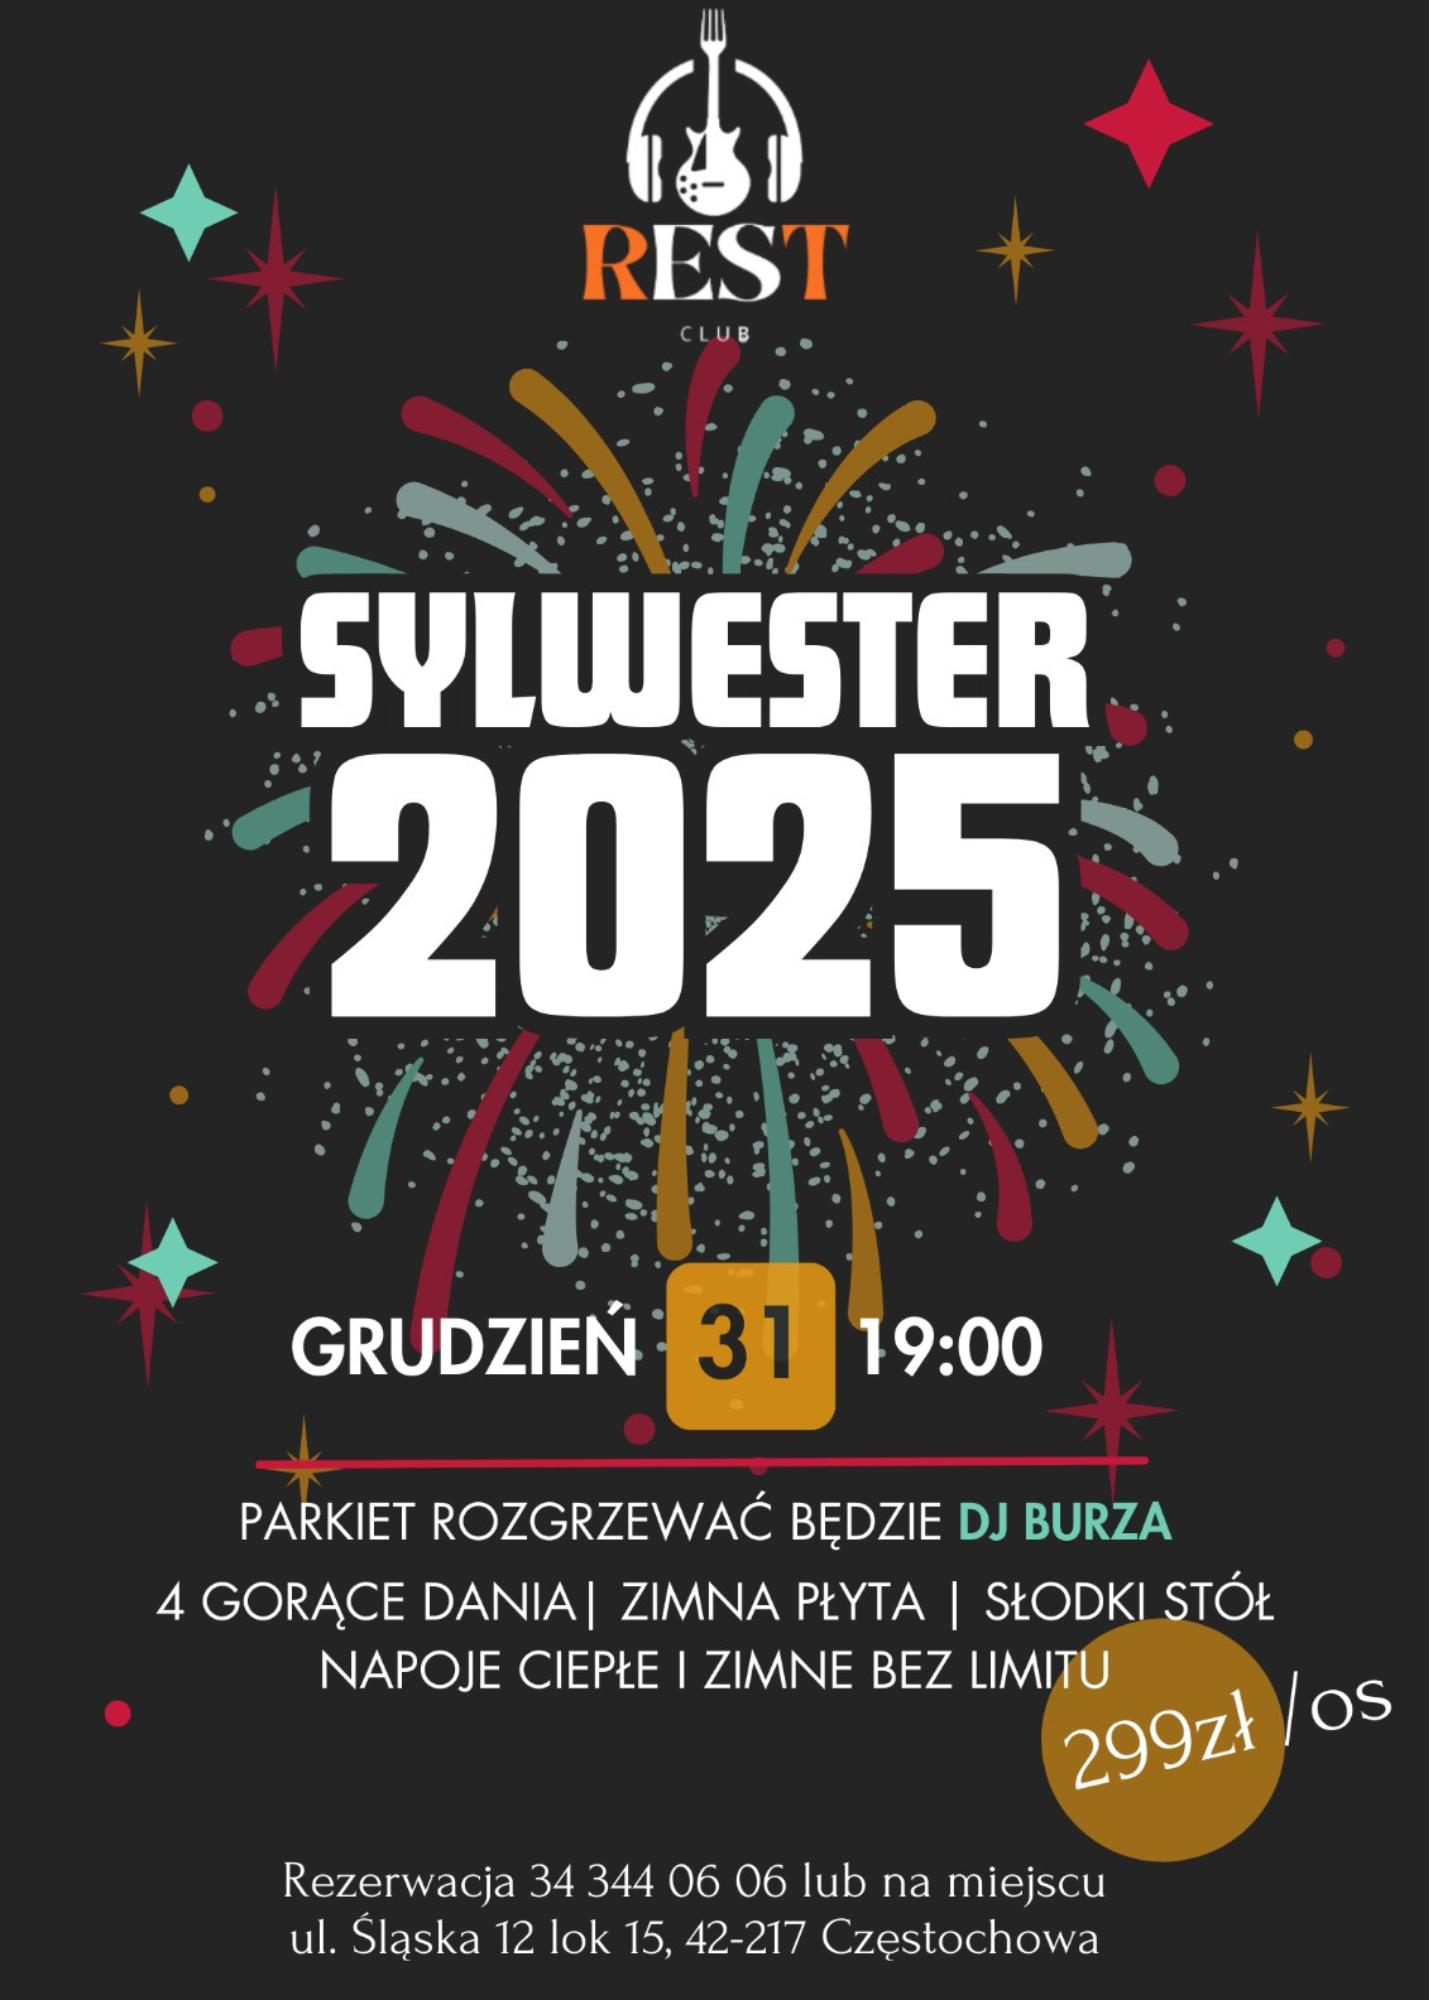 REST
CLUB
SYLWESTER
2025
GRUDZIEŃ 31 19:00
PARKIET ROZGRZEWAĆ BĘDZIE DJ BURZA
4 GORĄCE DANIA| ZIMNA PŁYTA | SŁODKI STÓŁ
NAPOJE CIEPŁE I ZIMNE BEZ LIMITU
299zł /os
Rezerwacja 34 344 06 06 lub na miejscu
ul. Śląska 12 lok 15, 42-217 Częstochowa